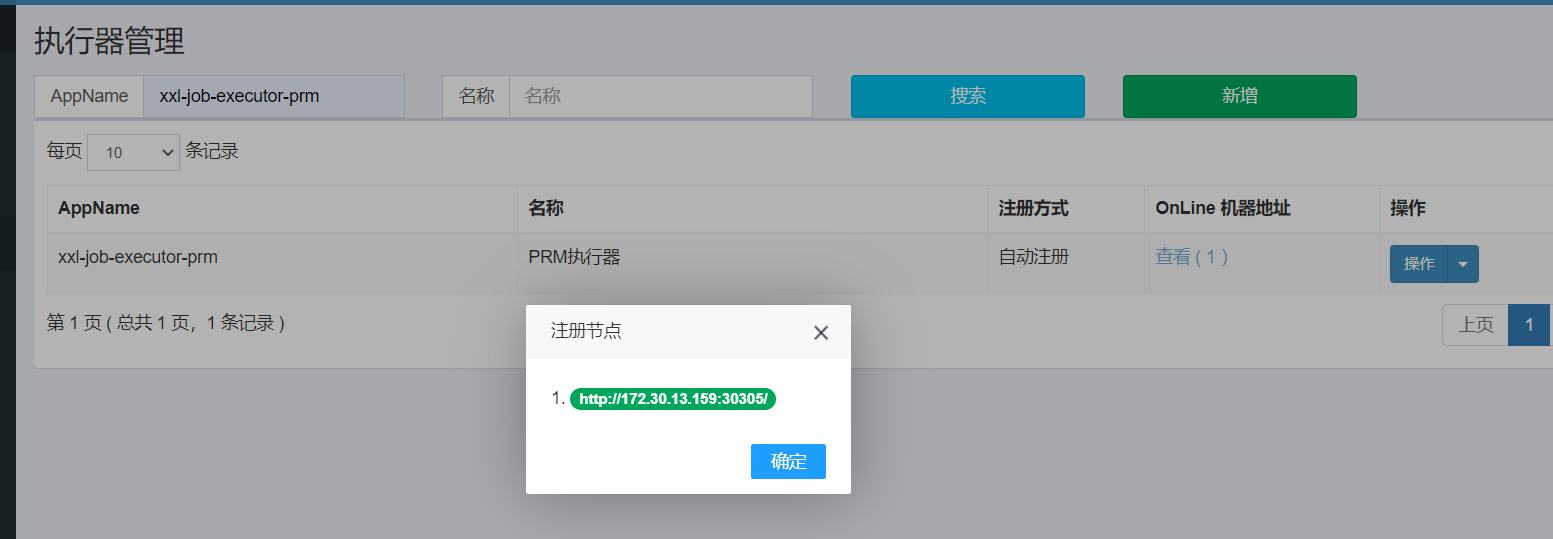 执行器管理
AppName xxl-job-executor-prm 名称 名称 搜索 新增
每页 10 条记录
AppName 名称 注册方式 OnLine 机器地址 操作
xxl-job-executor-prm PRM执行器 自动注册 查看 ( 1 ) 操作
第 1 页 ( 总共 1 页，1 条记录 ) 上页 1
注册节点
1. http://172.30.13.159:30305/
确定